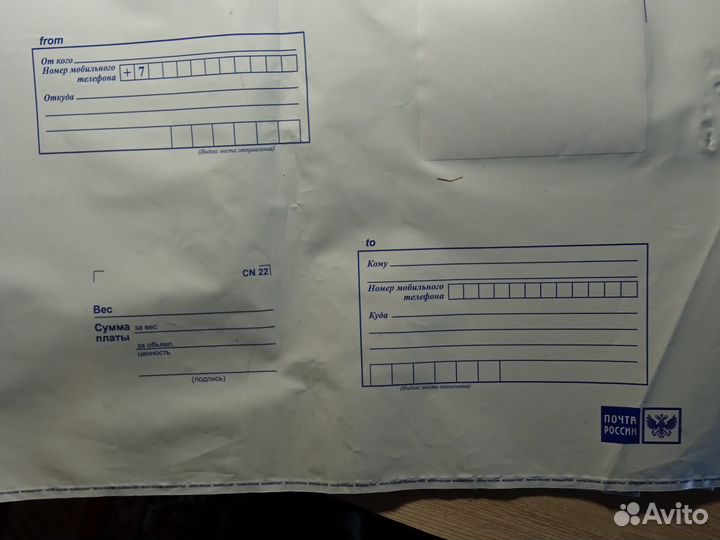 from
От кого
Номер мобильного
телефона
+ 7
Откуда
(Индекс места отправления)
to
Кому
Номер мобильного
телефона
Куда
(Индекс места назначения)
CN 22
Вес
Сумма
платы
за вес
за объявл.
ценность
(подпись)
ПОЧТА
РОССИИ
Avito